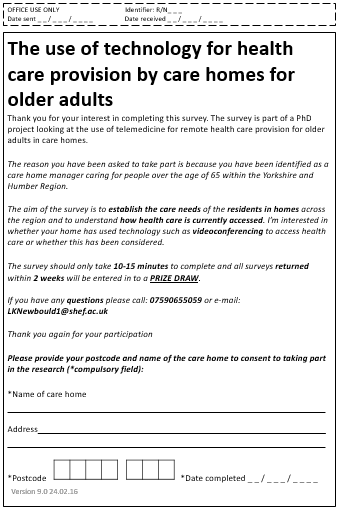 OFFICE USE ONLY Identifier: R/N_ _ _
Date sent _ _ / _ _ / _ _ _ _ Date received _ _ / _ _ / _ _ _ _
The use of technology for health
care provision by care homes for
older adults
Thank you for your interest in completing this survey. The survey is part of a PhD
project looking at the use of telemedicine for remote health care provision for older
adults in care homes.
The reason you have been asked to take part is because you have been identified as a
care home manager caring for people over the age of 65 within the Yorkshire and
Humber Region.
The aim of the survey is to establish the care needs of the residents in homes across
the region and to understand how health care is currently accessed. I'm interested in
whether your home has used technology such as videoconferencing to access health
care or whether this has been considered.
The survey should only take 10-15 minutes to complete and all surveys returned
within 2 weeks will be entered in to a PRIZE DRAW.
If you have any questions please call: 07590655059 or e-mail:
LKNewbould1@shef.ac.uk
Thank you again for your participation
Please provide your postcode and name of the care home to consent to taking part
in the research (*compulsory field):
*Name of care home
Address
*Postcode *Date completed _ _ / _ _ / _ _ _ _
Version 9.0 24.02.16